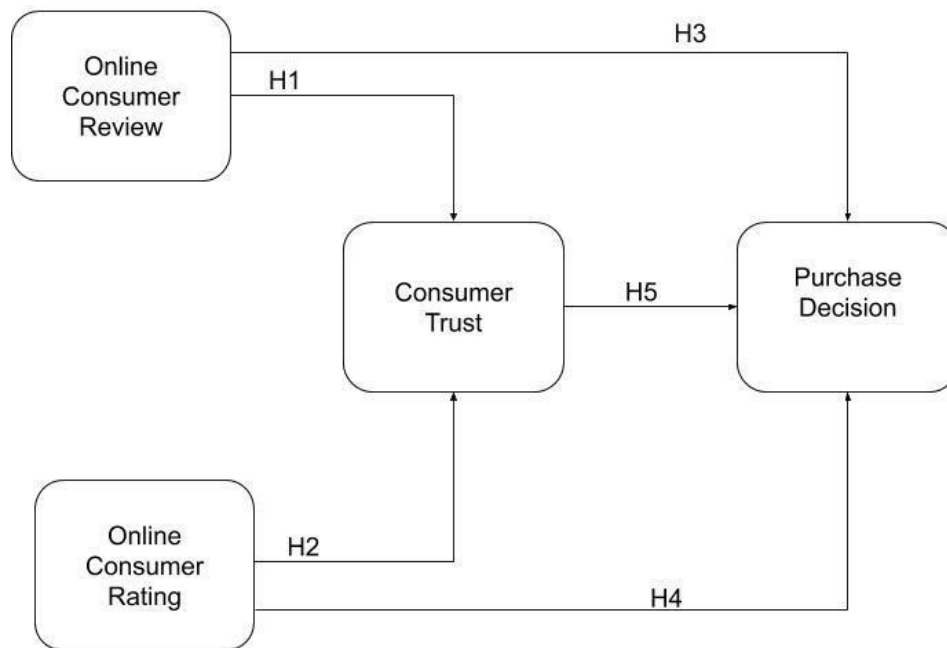 H3
Online
Consumer
Review
H1
Consumer
Trust
H5
Purchase
Decision
Online
Consumer
Rating
H2
H4